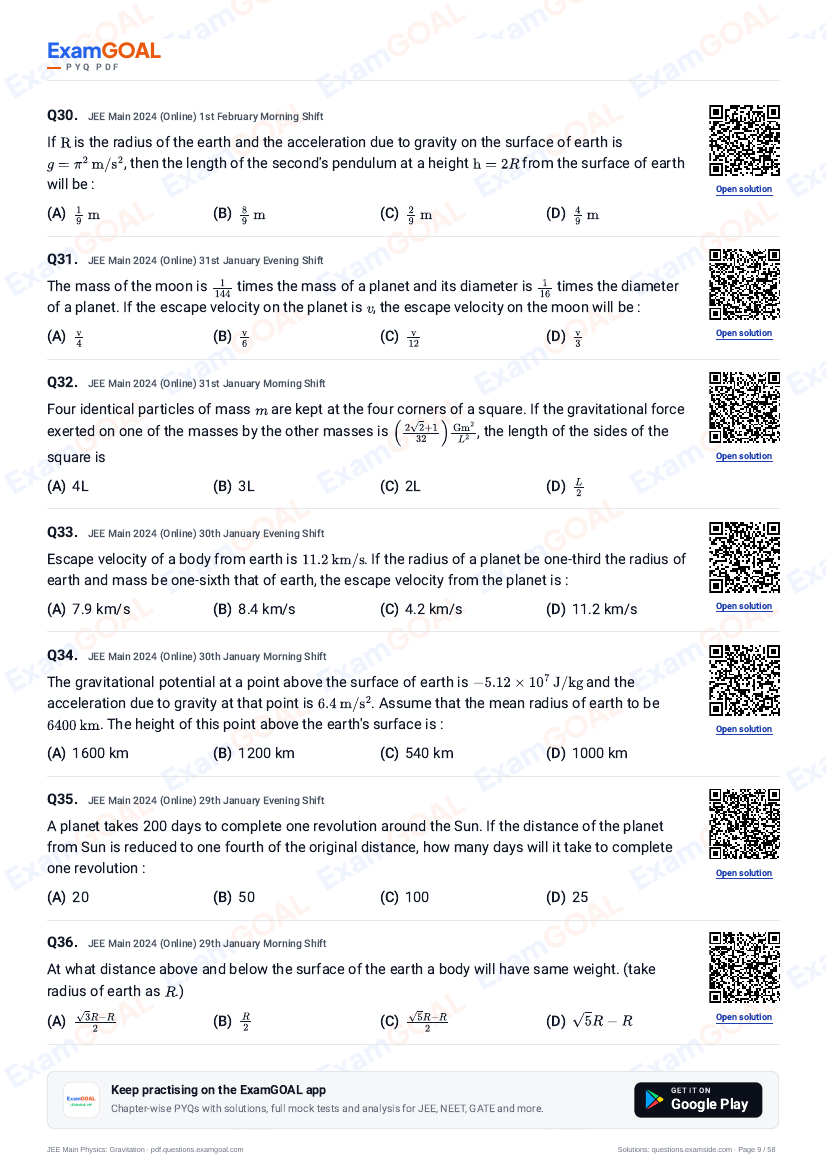 ExamGOAL
PYQ PDF
Q30. JEE Main 2024 (Online) 1st February Morning Shift
If R is the radius of the earth and the acceleration due to gravity on the surface of earth is
g = π² m/s², then the length of the second's pendulum at a height h = 2R from the surface of earth
will be :
(A) 1/9 m (B) 8/9 m (C) 2/9 m (D) 4/9 m
Open solution
Q31. JEE Main 2024 (Online) 31st January Evening Shift
The mass of the moon is 1/144 times the mass of a planet and its diameter is 1/16 times the diameter
of a planet. If the escape velocity on the planet is v, the escape velocity on the moon will be :
(A) v/4 (B) v/6 (C) v/12 (D) v/3
Open solution
Q32. JEE Main 2024 (Online) 31st January Morning Shift
Four identical particles of mass m are kept at the four corners of a square. If the gravitational force
exerted on one of the masses by the other masses is ((2√2+1)/32) Gm²/L², the length of the sides of the
square is
(A) 4L (B) 3L (C) 2L (D) L/2
Open solution
Q33. JEE Main 2024 (Online) 30th January Evening Shift
Escape velocity of a body from earth is 11.2 km/s. If the radius of a planet be one-third the radius of
earth and mass be one-sixth that of earth, the escape velocity from the planet is :
(A) 7.9 km/s (B) 8.4 km/s (C) 4.2 km/s (D) 11.2 km/s
Open solution
Q34. JEE Main 2024 (Online) 30th January Morning Shift
The gravitational potential at a point above the surface of earth is −5.12 × 10⁷ J/kg and the
acceleration due to gravity at that point is 6.4 m/s². Assume that the mean radius of earth to be
6400 km. The height of this point above the earth's surface is :
(A) 1600 km (B) 1200 km (C) 540 km (D) 1000 km
Open solution
Q35. JEE Main 2024 (Online) 29th January Evening Shift
A planet takes 200 days to complete one revolution around the Sun. If the distance of the planet
from Sun is reduced to one fourth of the original distance, how many days will it take to complete
one revolution :
(A) 20 (B) 50 (C) 100 (D) 25
Open solution
Q36. JEE Main 2024 (Online) 29th January Morning Shift
At what distance above and below the surface of the earth a body will have same weight. (take
radius of earth as R.)
(A) (√3R−R)/2 (B) R/2 (C) (√5R−R)/2 (D) √5R − R
Open solution
Keep practising on the ExamGOAL app
Chapter-wise PYQs with solutions, full mock tests and analysis for JEE, NEET, GATE and more.
ExamGOAL
GET IT ON
Google Play
JEE Main Physics: Gravitation · pdf.questions.examgoal.com
Solutions: questions.examside.com · Page 9 / 58